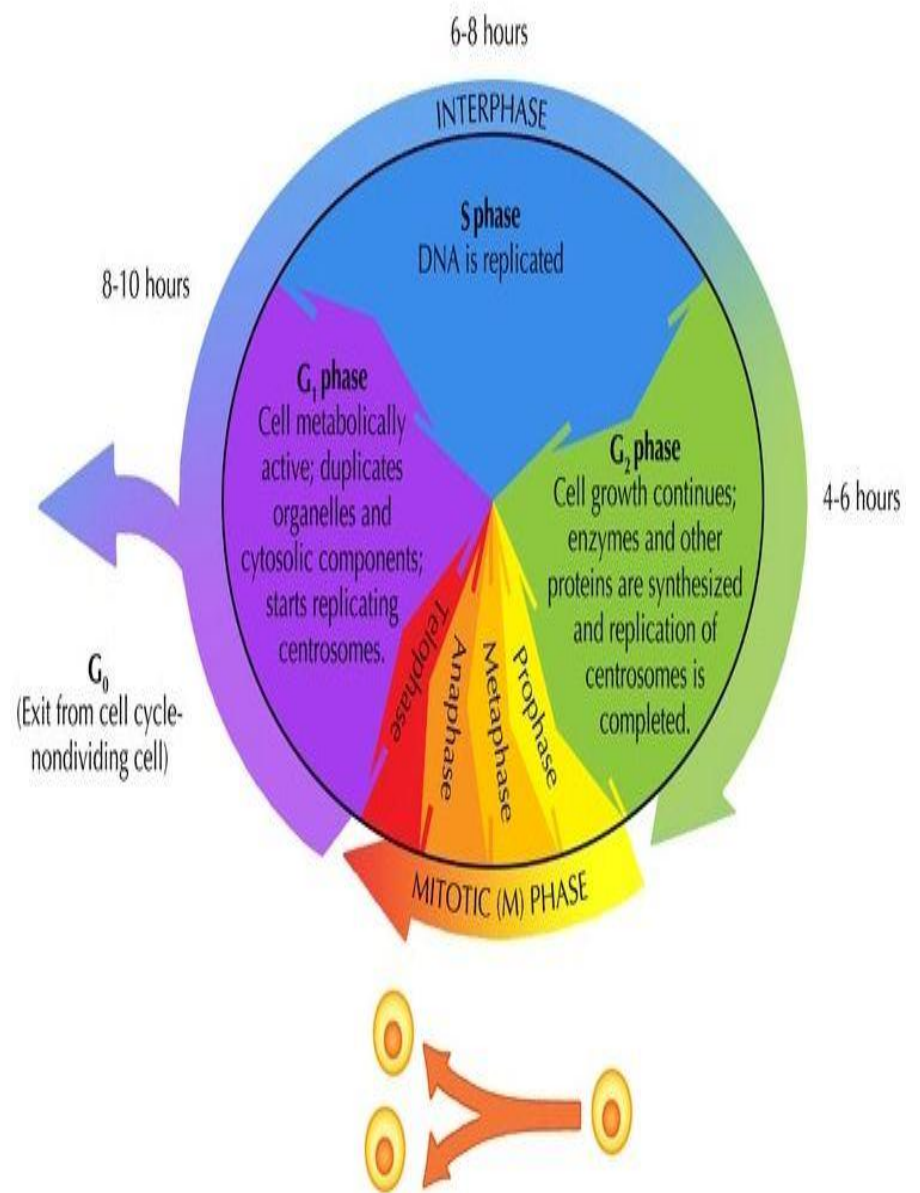 6-8 hours
INTERPHASE
S phase
DNA is replicated
8-10 hours
G₁ phase
Cell metabolically
active; duplicates
organelles and
cytosolic components;
starts replicating
centrosomes.
G₂ phase
Cell growth continues;
enzymes and other
proteins are synthesized
and replication of
centrosomes is
completed.
4-6 hours
G₀
(Exit from cell cycle-
nondividing cell)
Telophase
Anaphase
Metaphase
Prophase
MITOTIC (M) PHASE